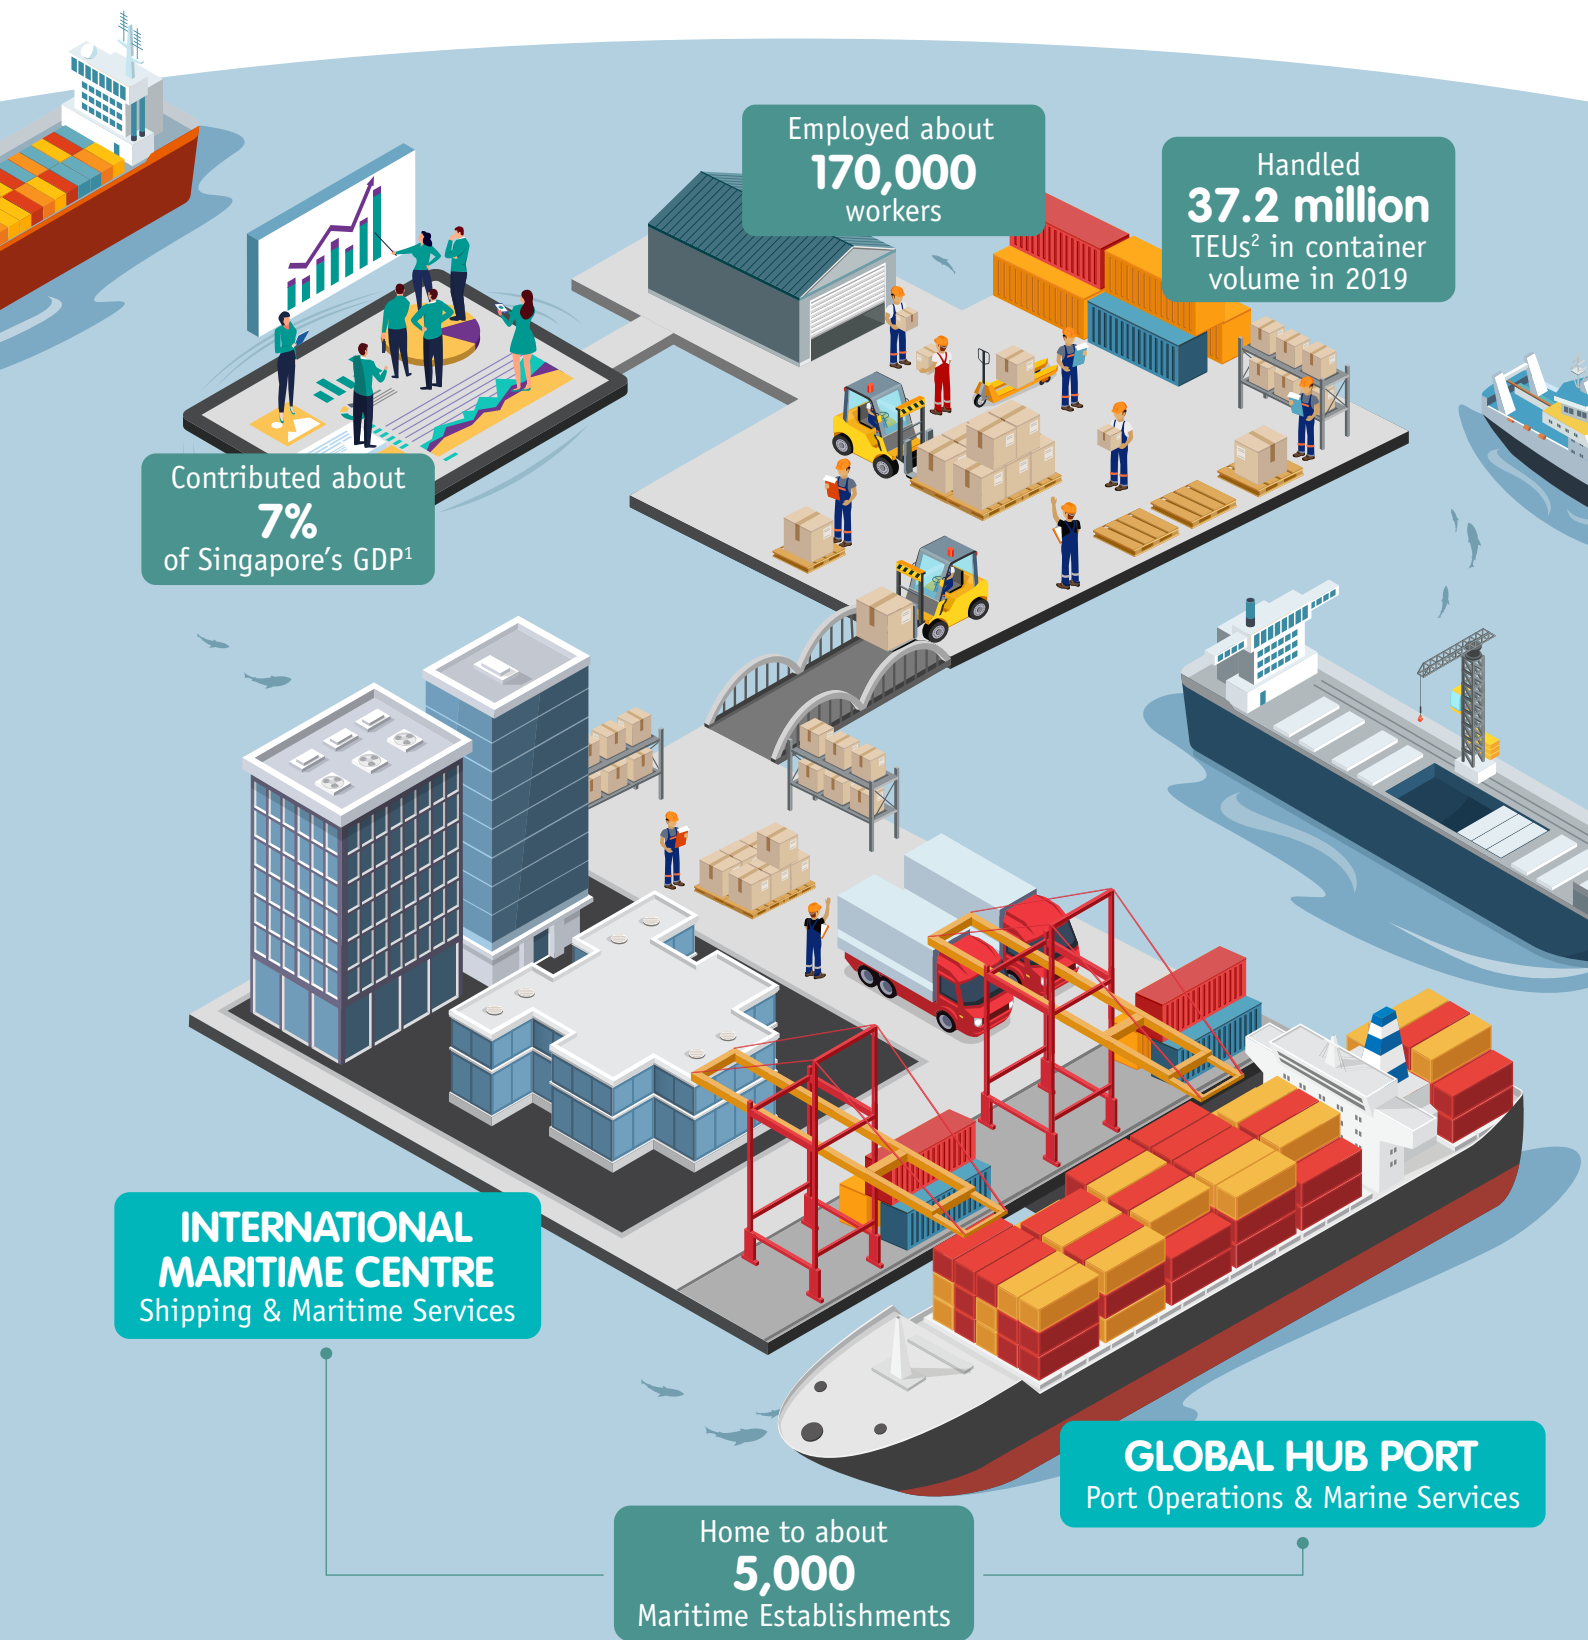 Employed about
170,000
workers
Handled
37.2 million
TEUs² in container
volume in 2019
Contributed about
7%
of Singapore’s GDP¹
INTERNATIONAL
MARITIME CENTRE
Shipping & Maritime Services
GLOBAL HUB PORT
Port Operations & Marine Services
Home to about
5,000
Maritime Establishments